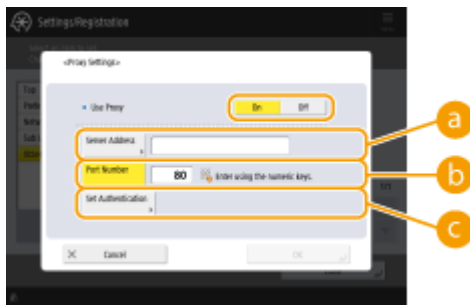 Settings/Registration
<Proxy Settings>
Use Proxy
On
Off
Server Address
a
Port Number
80
Enter using the numeric keys.
b
Set Authentication
c
Cancel
OK